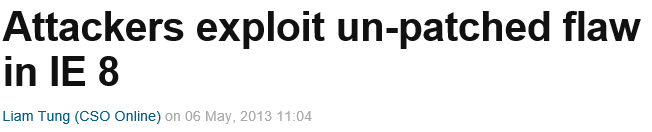 Attackers exploit un-patched flaw
in IE 8
Liam Tung (CSO Online) on 06 May, 2013 11:04